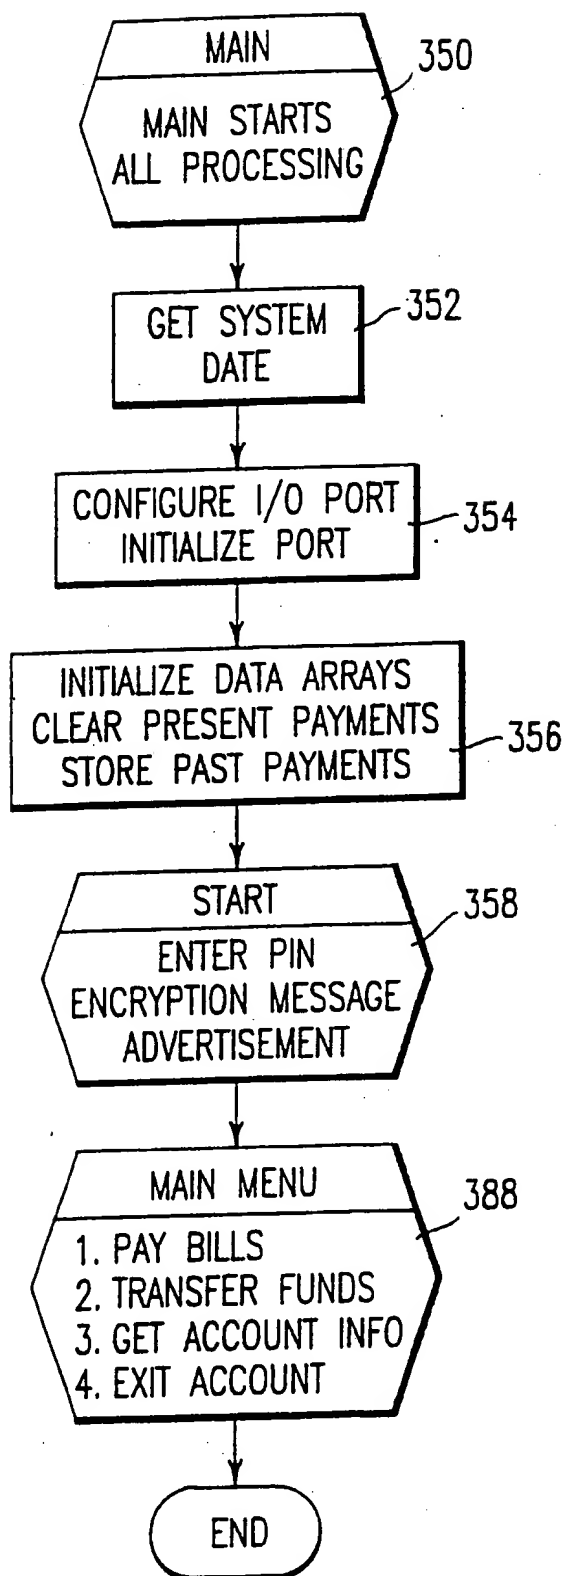 MAIN
350
MAIN STARTS
ALL PROCESSING
GET SYSTEM
DATE
352
CONFIGURE I/O PORT
INITIALIZE PORT
354
INITIALIZE DATA ARRAYS
CLEAR PRESENT PAYMENTS
STORE PAST PAYMENTS
356
START
358
ENTER PIN
ENCRYPTION MESSAGE
ADVERTISEMENT
MAIN MENU
388
1. PAY BILLS
2. TRANSFER FUNDS
3. GET ACCOUNT INFO
4. EXIT ACCOUNT
END